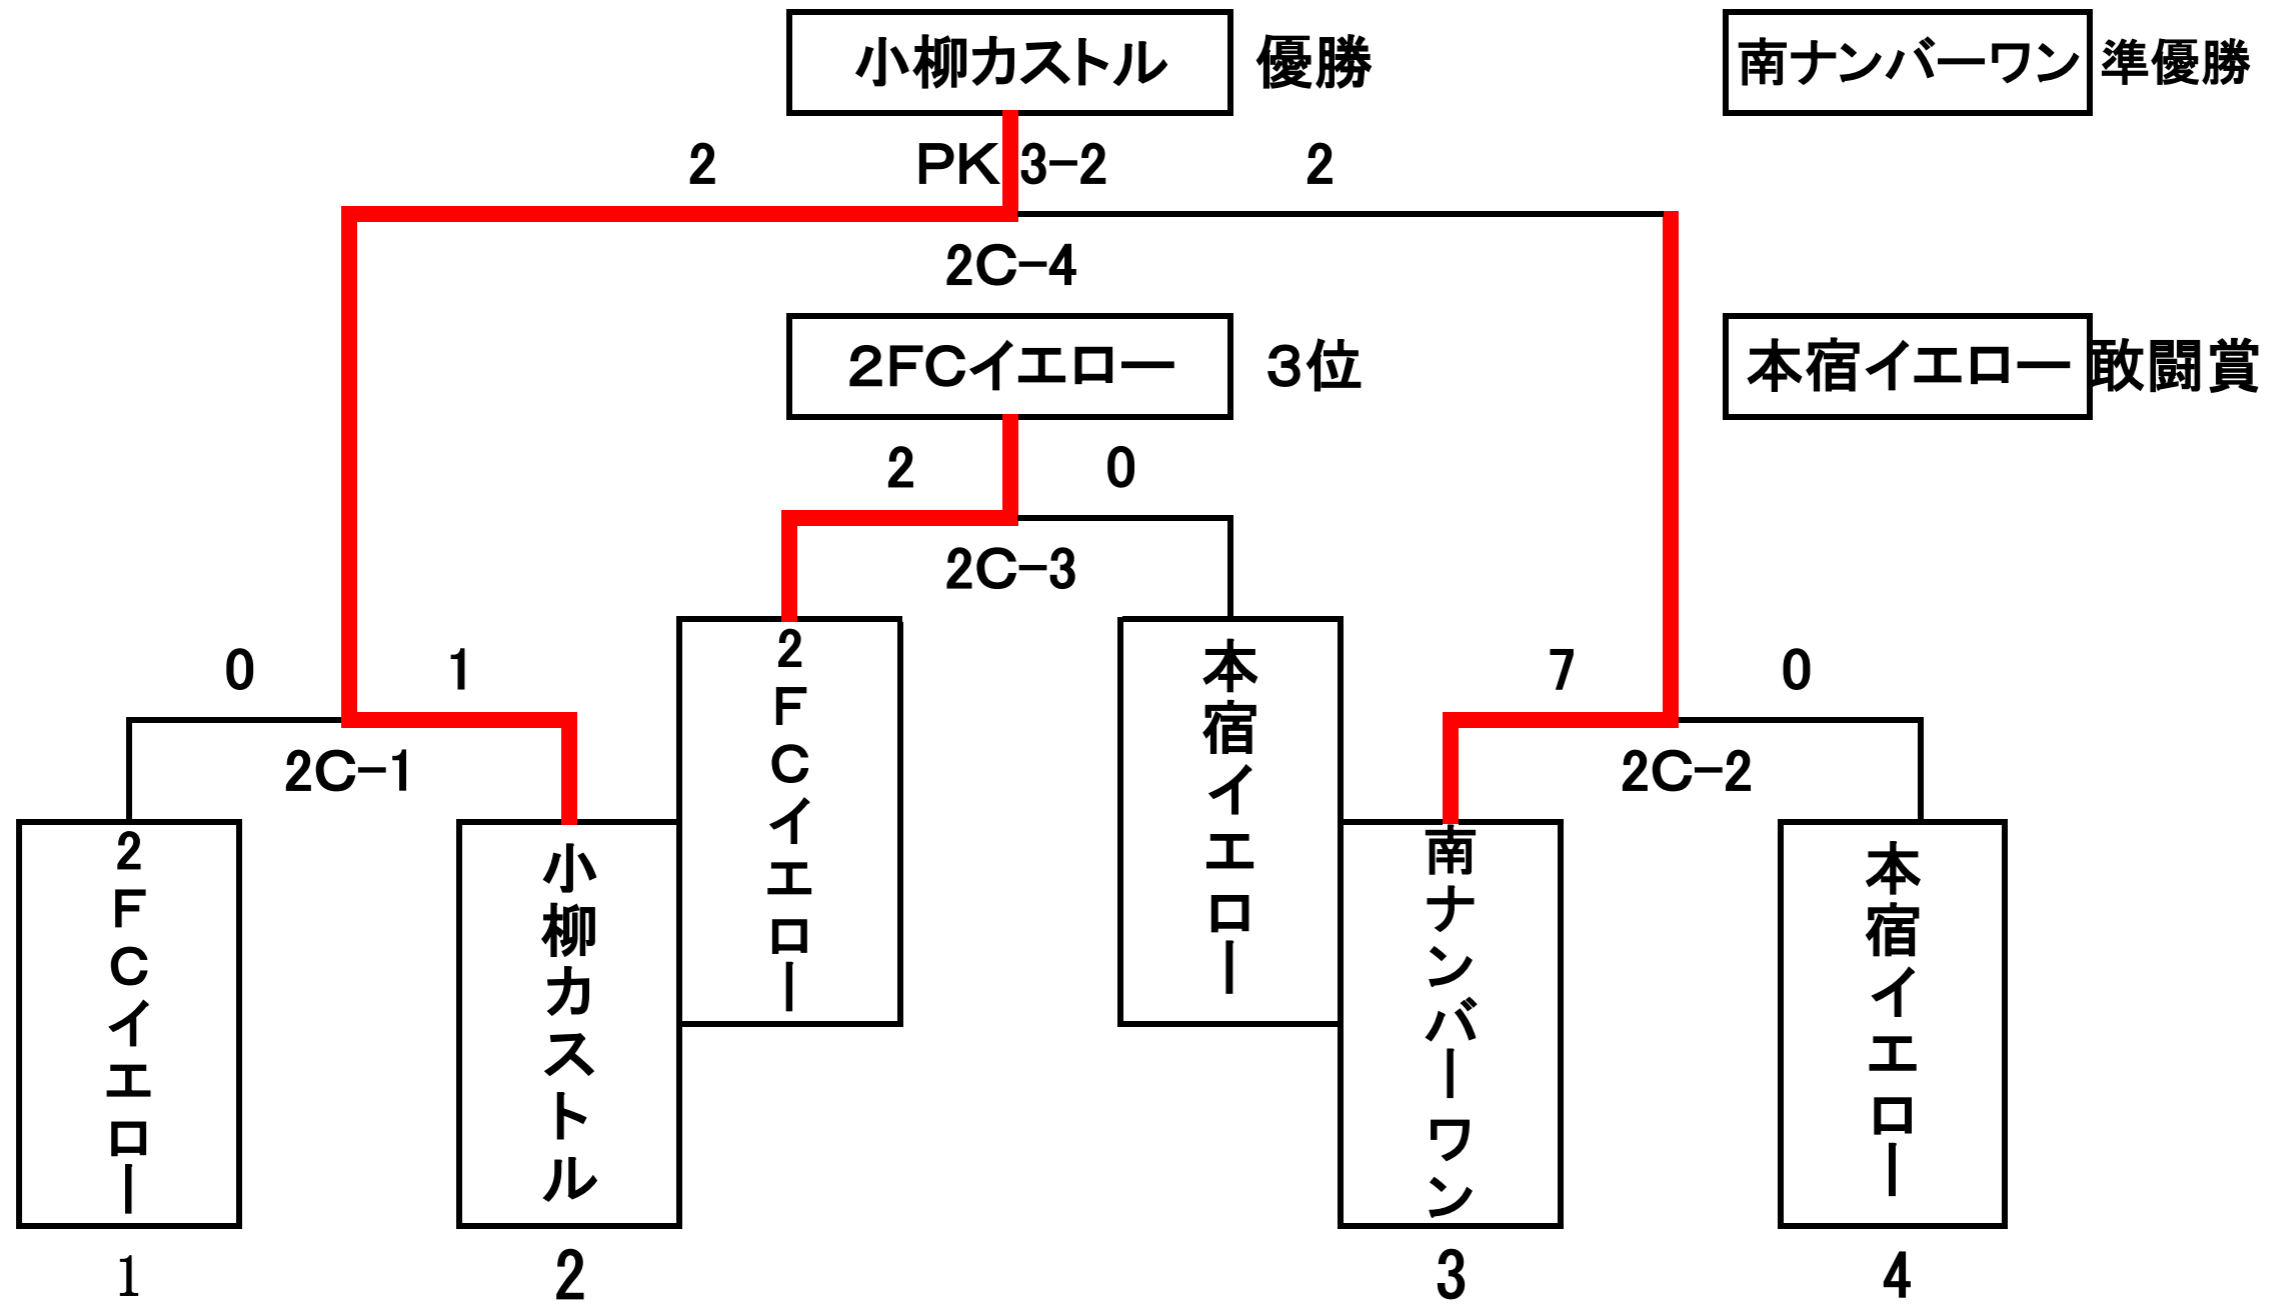 小柳カストル 優勝 南ナンバーワン 準優勝
2 PK 3-2 2
2C-4
2FCイエロー 3位 本宿イエロー 敢闘賞
2 0
2C-3
0 1 7 0
2C-1 2C-2
2FCイエロー
小柳カストル
2FCイエロー
本宿イエロー
南ナンバーワン
本宿イエロー
1 2 3 4